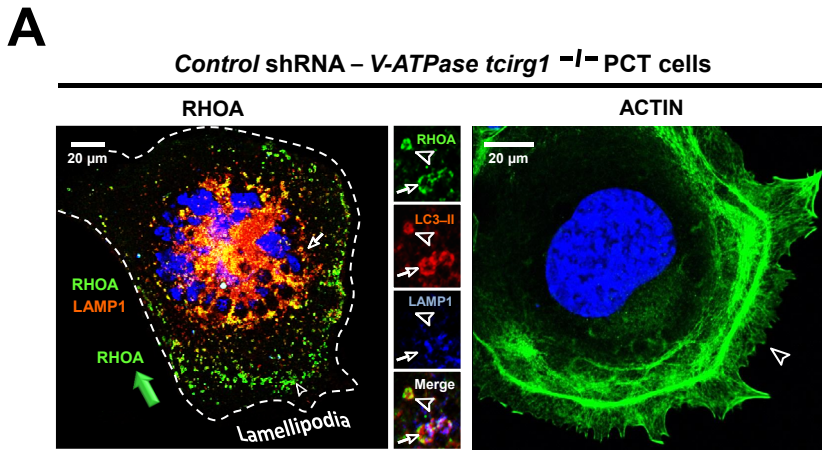 A
Control shRNA – V-ATPase tcirg1 −/− PCT cells
RHOA
ACTIN
20 µm
RHOA
20 µm
LC3–II
RHOA
LAMP1
LAMP1
RHOA
Merge
Lamellipodia